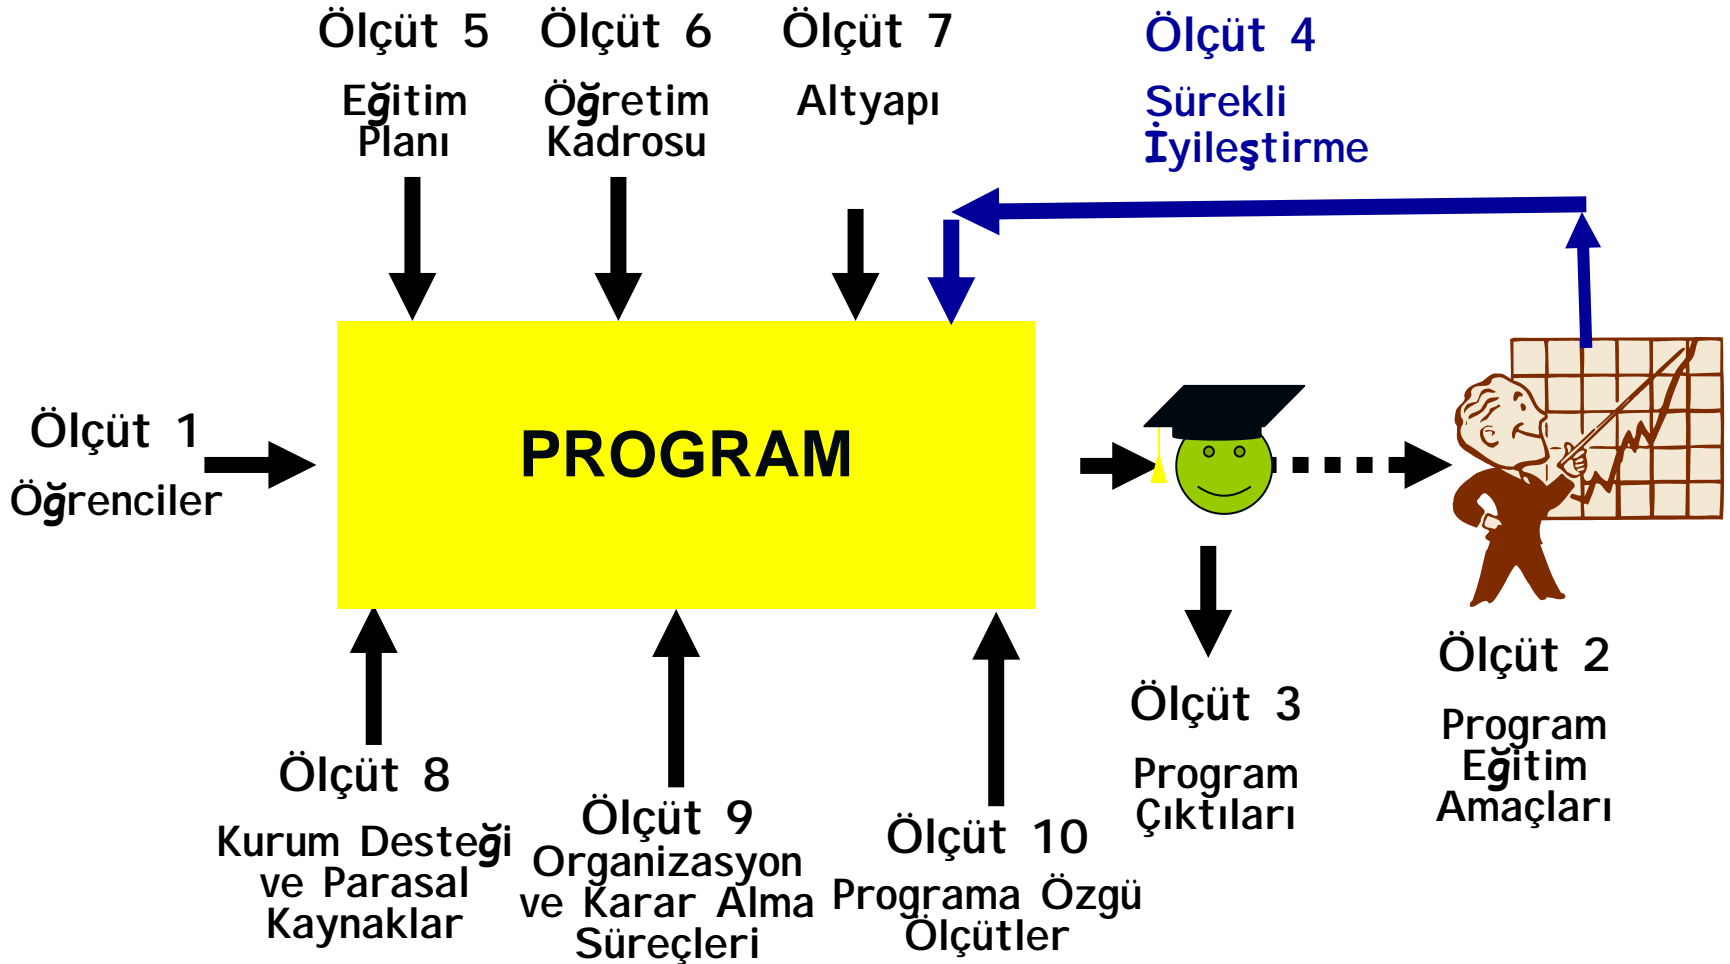 Ölçüt 5
Eğitim
Planı
Ölçüt 6
Öğretim
Kadrosu
Ölçüt 7
Altyapı
Ölçüt 4
Sürekli
İyileştirme
Ölçüt 1
Öğrenciler
PROGRAM
Ölçüt 8
Kurum Desteği
ve Parasal
Kaynaklar
Ölçüt 9
Organizasyon
ve Karar Alma
Süreçleri
Ölçüt 10
Programa Özgü
Ölçütler
Ölçüt 3
Program
Çıktıları
Ölçüt 2
Program
Eğitim
Amaçları